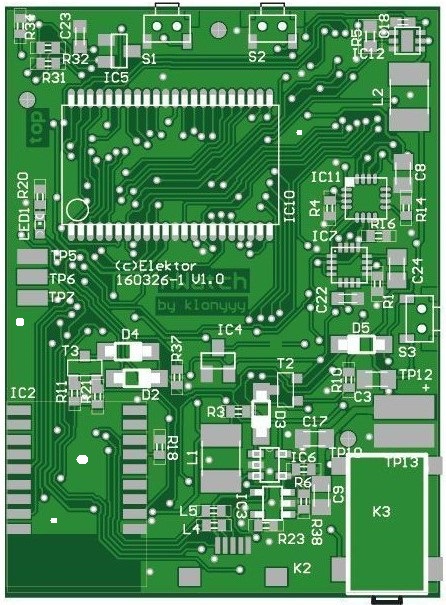 R34
C23
R32
R31
IC5
S1
S2
R5
C18
IC12
L2
top
IC10
IC11
C8
R4
R14
R16
IC7
R20
LED1
TP5
TP6
TP7
(c)Elektor
160326-1 V1.0
by klonyyy
C24
C22
R1
S3
D4
IC4
D5
T3
R37
T2
R10
TP12
C3
+
IC2
R11
R21
D2
R3
D3
C17
R18
L1
IC6
TP10
TP13
R6
C9
IC3
L5
L4
R23
R38
K3
K2